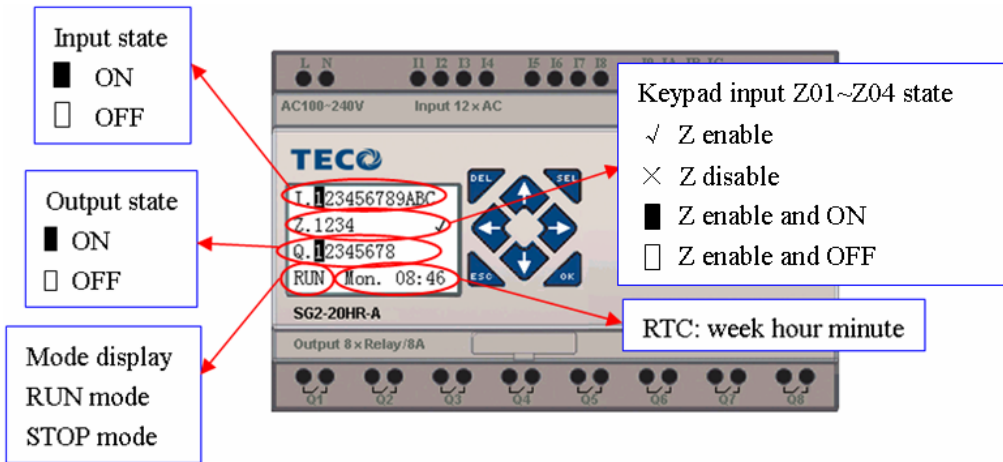 Input state
ON
OFF
Output state
ON
OFF
Mode display
RUN mode
STOP mode
L N I1 I2 I3 I4 I5 I6 I7 I8
AC100~240V Input 12×AC
TECO
I.123456789ABC
Z.1234 √
Q.12345678
RUN Mon. 08:46
SG2-20HR-A
Output 8×Relay/8A
DEL SEL
ESC OK
Q1 Q2 Q3 Q4 Q5 Q6 Q7 Q8
Keypad input Z01~Z04 state
√ Z enable
× Z disable
Z enable and ON
Z enable and OFF
RTC: week hour minute